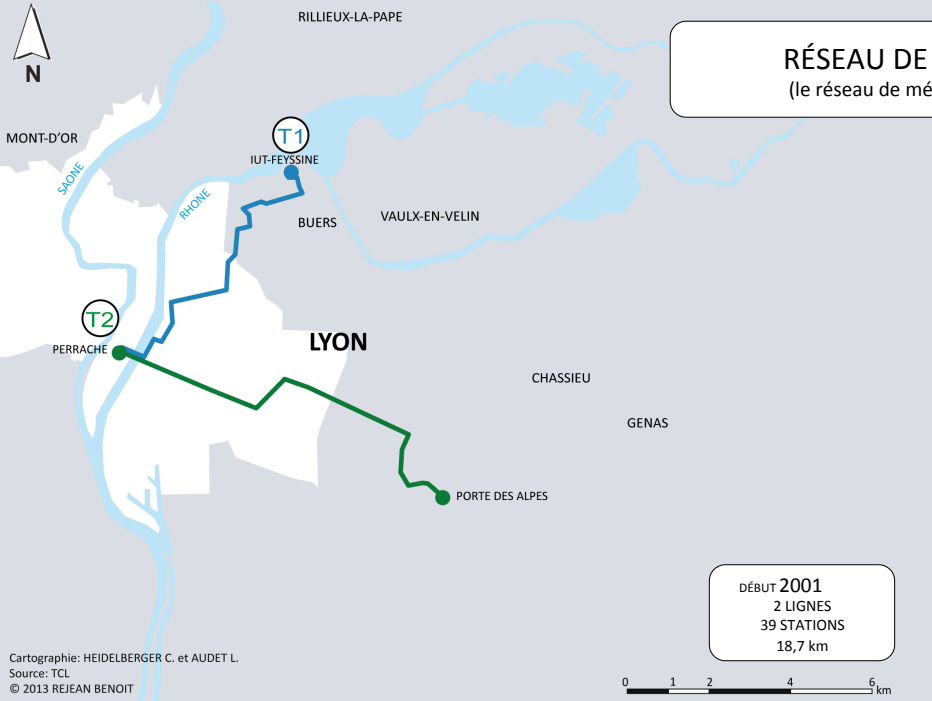 RILLIEUX-LA-PAPE
N
RÉSEAU DE
(le réseau de mé
MONT-D'OR
T1
IUT-FEYSSINE
SAONE
RHONE
BUERS
VAULX-EN-VELIN
T2
PERRACHE
LYON
CHASSIEU
GENAS
PORTE DES ALPES
DÉBUT 2001
2 LIGNES
39 STATIONS
18,7 km
Cartographie: HEIDELBERGER C. et AUDET L.
Source: TCL
© 2013 REJEAN BENOIT
0 1 2 4 6 km